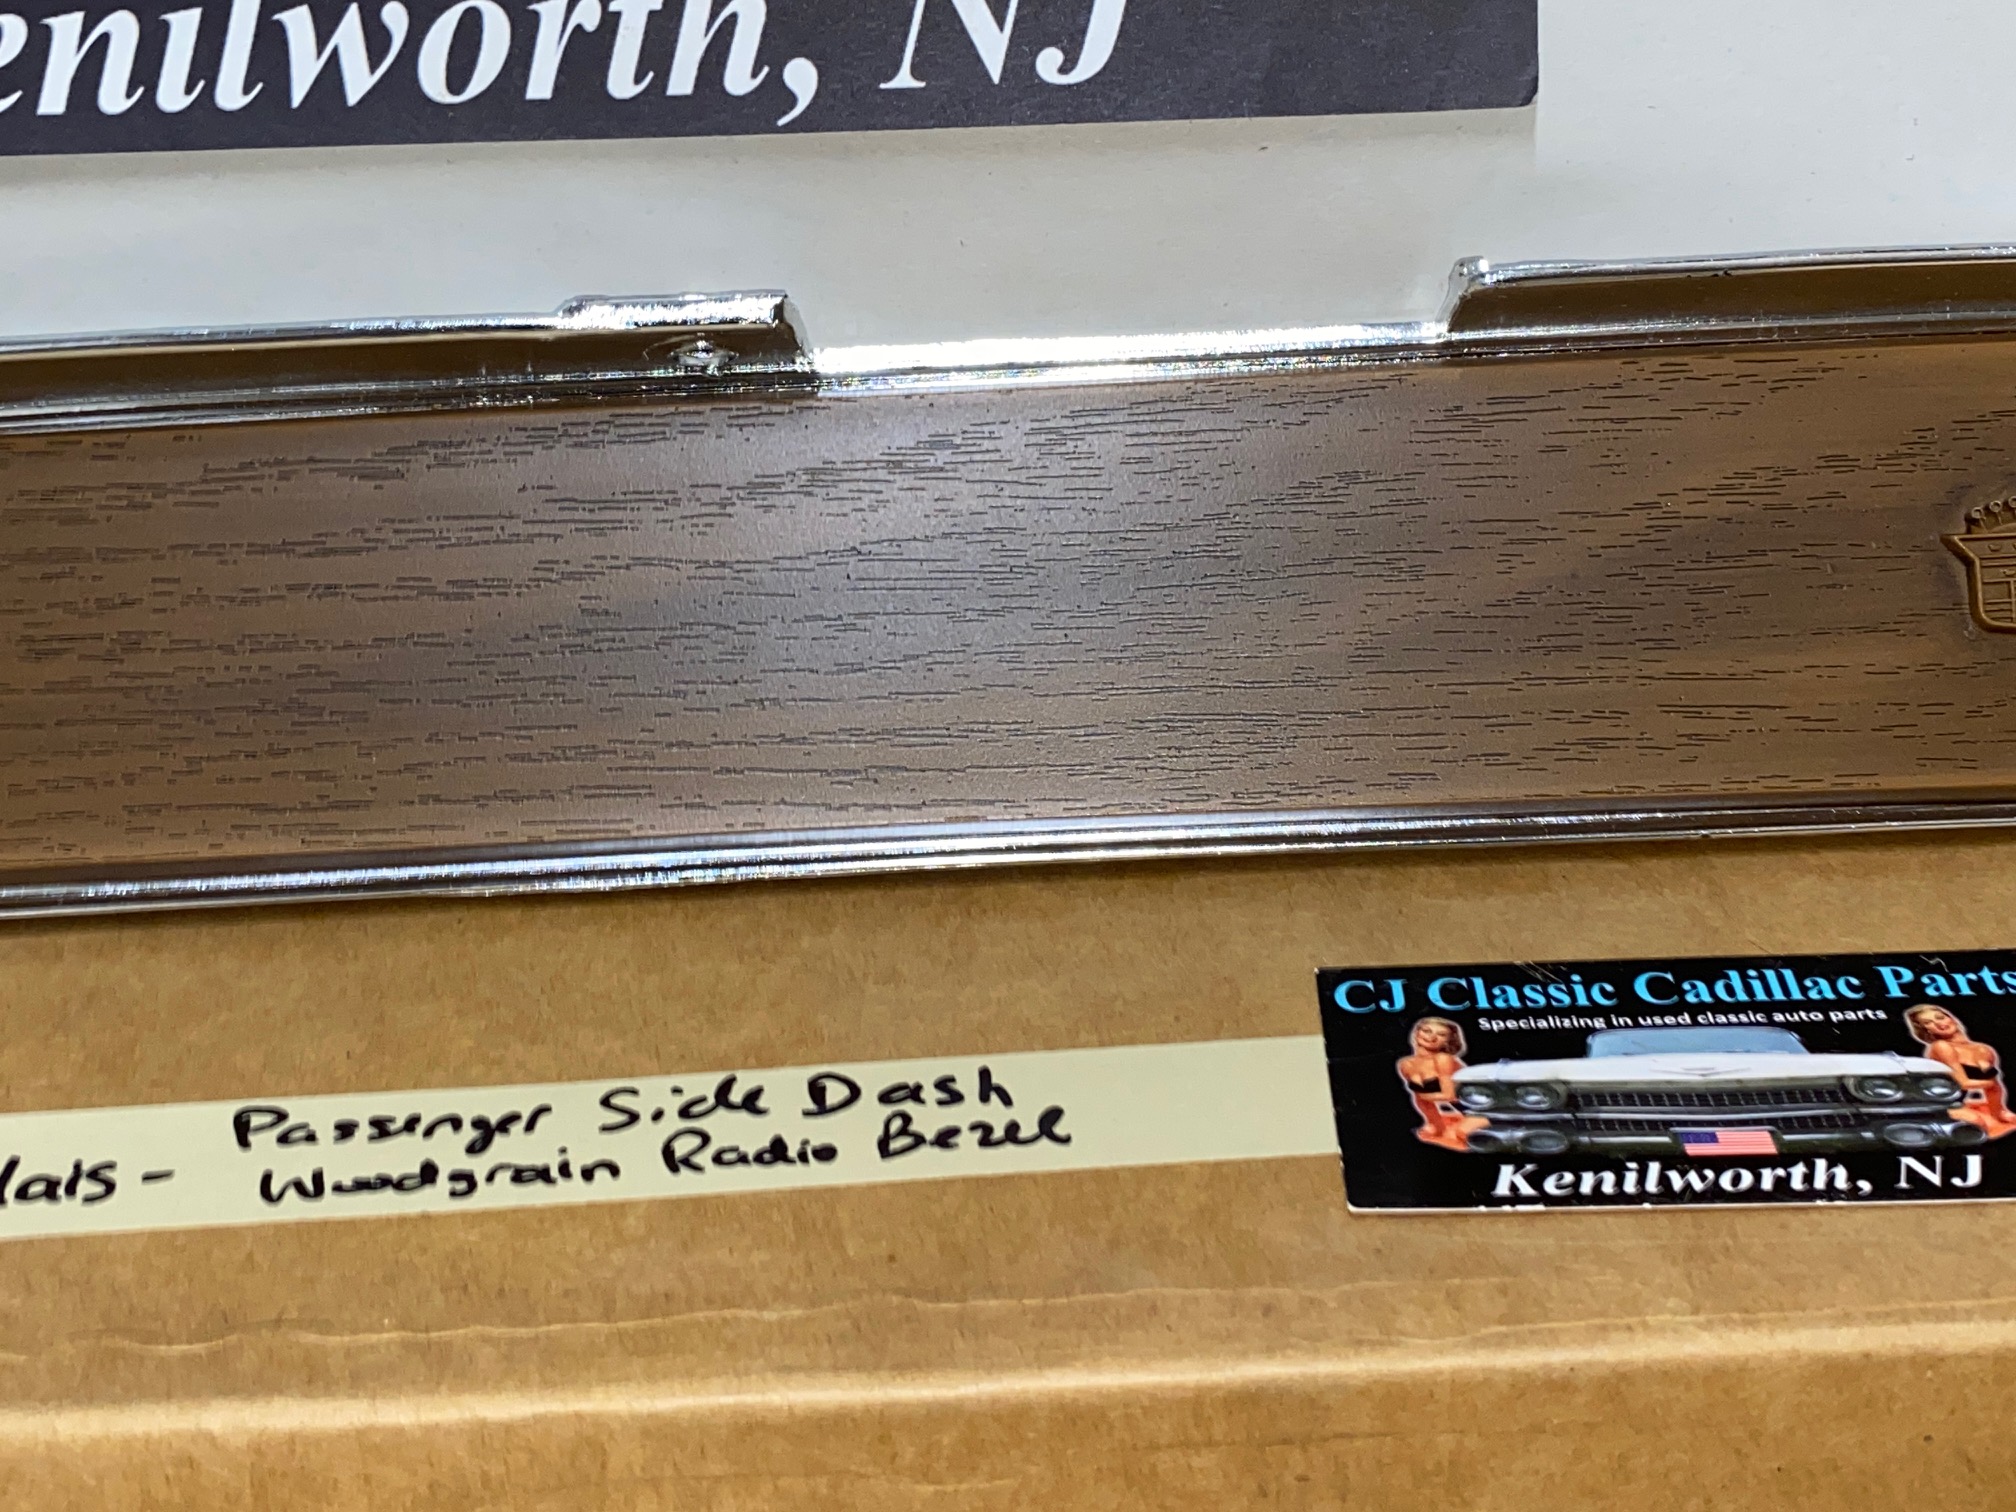 enilworth, NJ
Passenger Side Dash
lais - Woodgrain Radio Bezel
CJ Classic Cadillac Parts
Specializing in used classic auto parts
Kenilworth, NJ